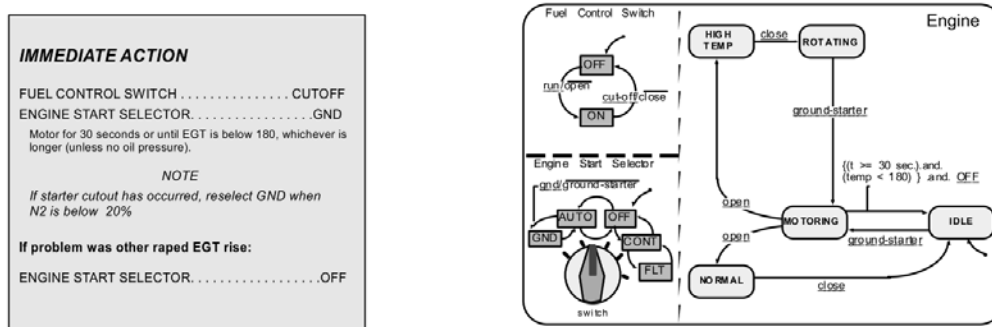 IMMEDIATE ACTION
FUEL CONTROL SWITCH . . . . . . . . . . . . . . . CUTOFF
ENGINE START SELECTOR. . . . . . . . . . . . . . . . . .GND
Motor for 30 seconds or until EGT is below 180, whichever is
longer (unless no oil pressure).
NOTE
If starter cutout has occurred, reselect GND when
N2 is below 20%
If problem was other raped EGT rise:
ENGINE START SELECTOR. . . . . . . . . . . . . . . . . .OFF
Fuel Control Switch
OFF
run/open
cut-off/close
ON
Engine Start Selector
gnd/ground-starter
AUTO
OFF
GND
CONT
FLT
switch
Engine
HIGH
TEMP
close
ROTATING
ground-starter
{(t >= 30 sec.).and.
(temp < 180) } .and. OFF
open
MOTORING
IDLE
open
ground-starter
NORMAL
close